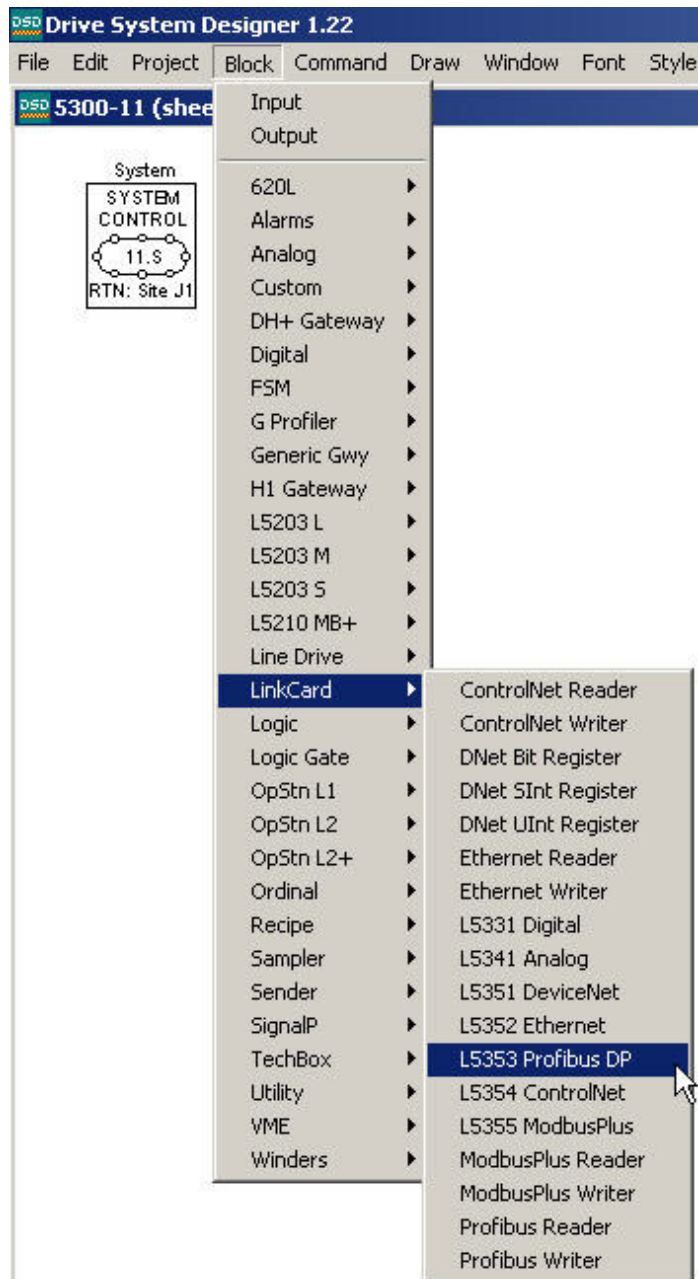 DSD Drive System Designer 1.22
File Edit Project Block Command Draw Window Font Style
DSD 5300-11 (shee
System
SYSTEM
CONTROL
11.S
RTN: Site J1
Input
Output
620L
Alarms
Analog
Custom
DH+ Gateway
Digital
FSM
G Profiler
Generic Gwy
H1 Gateway
L5203 L
L5203 M
L5203 S
L5210 MB+
Line Drive
LinkCard
Logic
Logic Gate
OpStn L1
OpStn L2
OpStn L2+
Ordinal
Recipe
Sampler
Sender
SignalP
TechBox
Utility
VME
Winders
ControlNet Reader
ControlNet Writer
DNet Bit Register
DNet SInt Register
DNet UInt Register
Ethernet Reader
Ethernet Writer
L5331 Digital
L5341 Analog
L5351 DeviceNet
L5352 Ethernet
L5353 Profibus DP
L5354 ControlNet
L5355 ModbusPlus
ModbusPlus Reader
ModbusPlus Writer
Profibus Reader
Profibus Writer